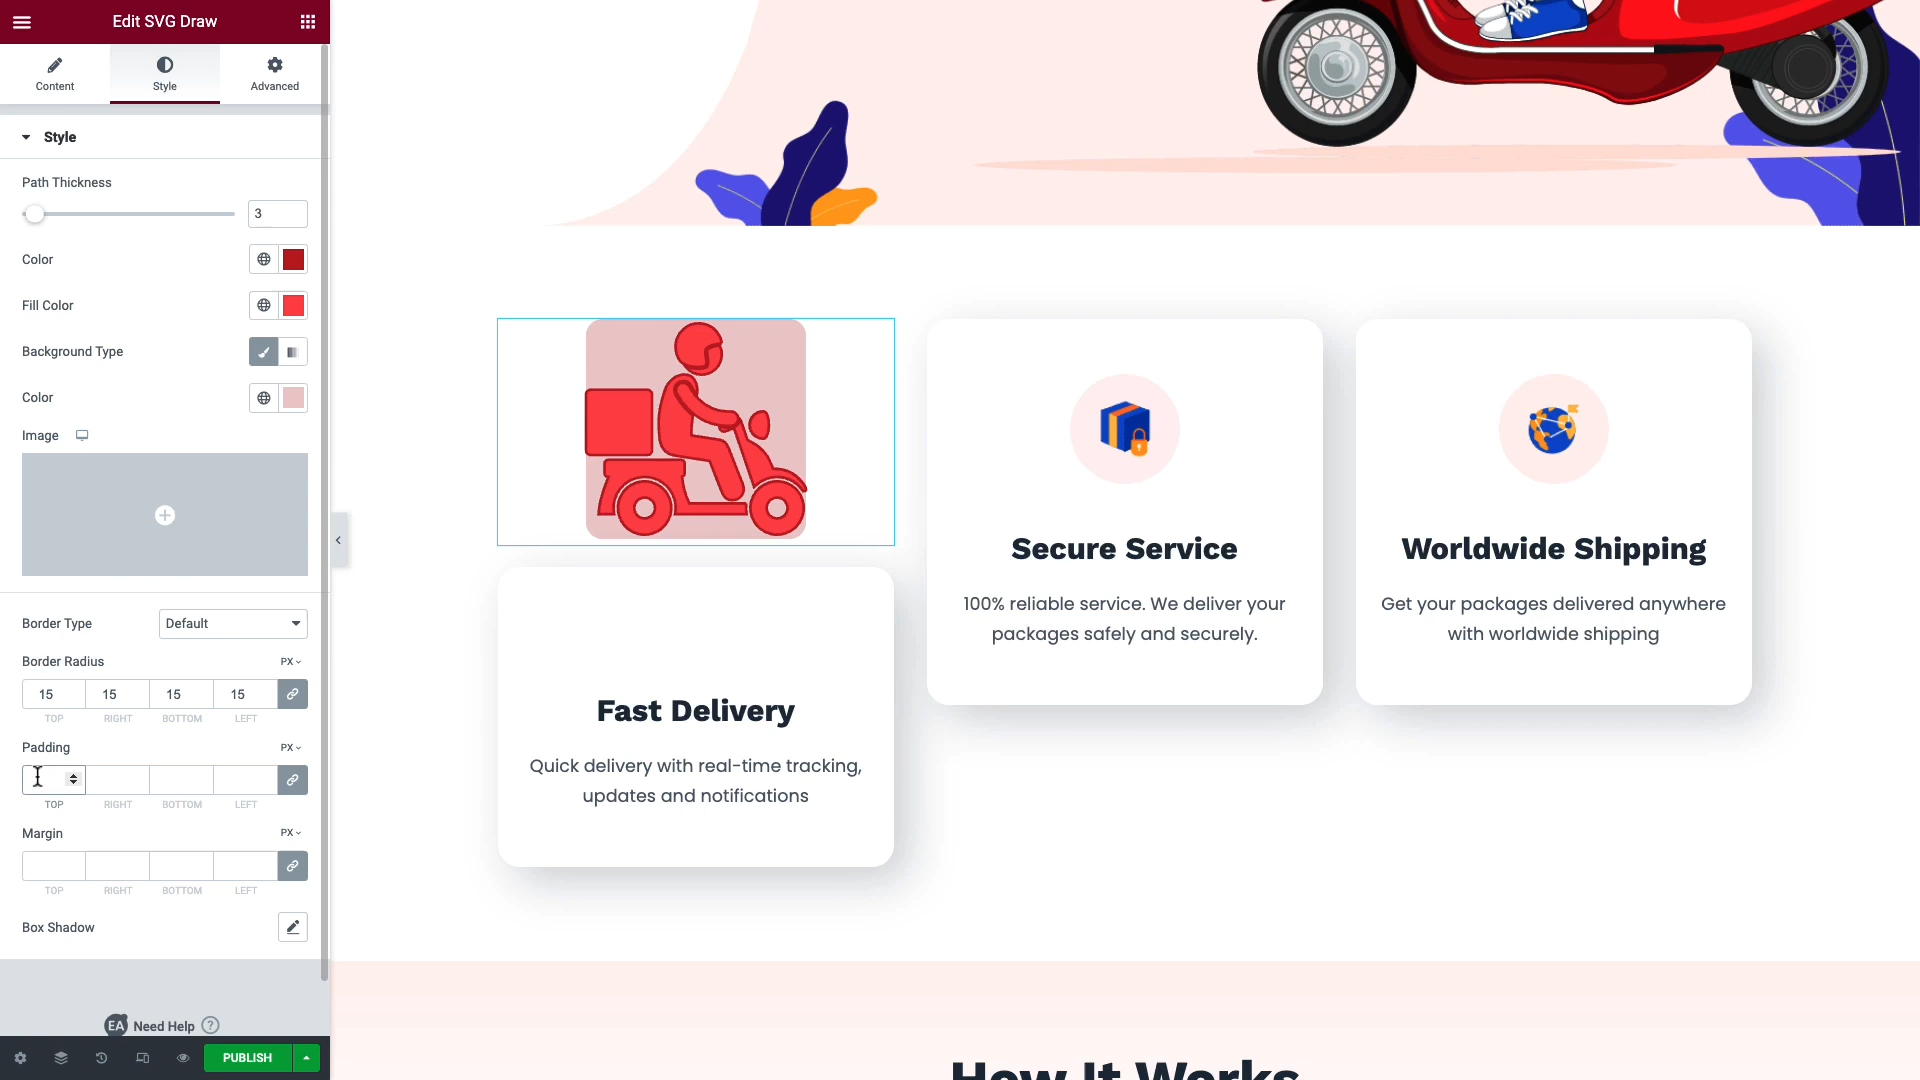 Edit SVG Draw
Content
Style
Advanced
Style
Path Thickness
3
Color
Fill Color
Background Type
Color
Image
Border Type
Default
Border Radius
PX
15 15 15 15
TOP RIGHT BOTTOM LEFT
Padding
PX
TOP RIGHT BOTTOM LEFT
Margin
PX
TOP RIGHT BOTTOM LEFT
Box Shadow
EA Need Help ?
PUBLISH
Fast Delivery
Quick delivery with real-time tracking,
updates and notifications
Secure Service
100% reliable service. We deliver your
packages safely and securely.
Worldwide Shipping
Get your packages delivered anywhere
with worldwide shipping
How It Works